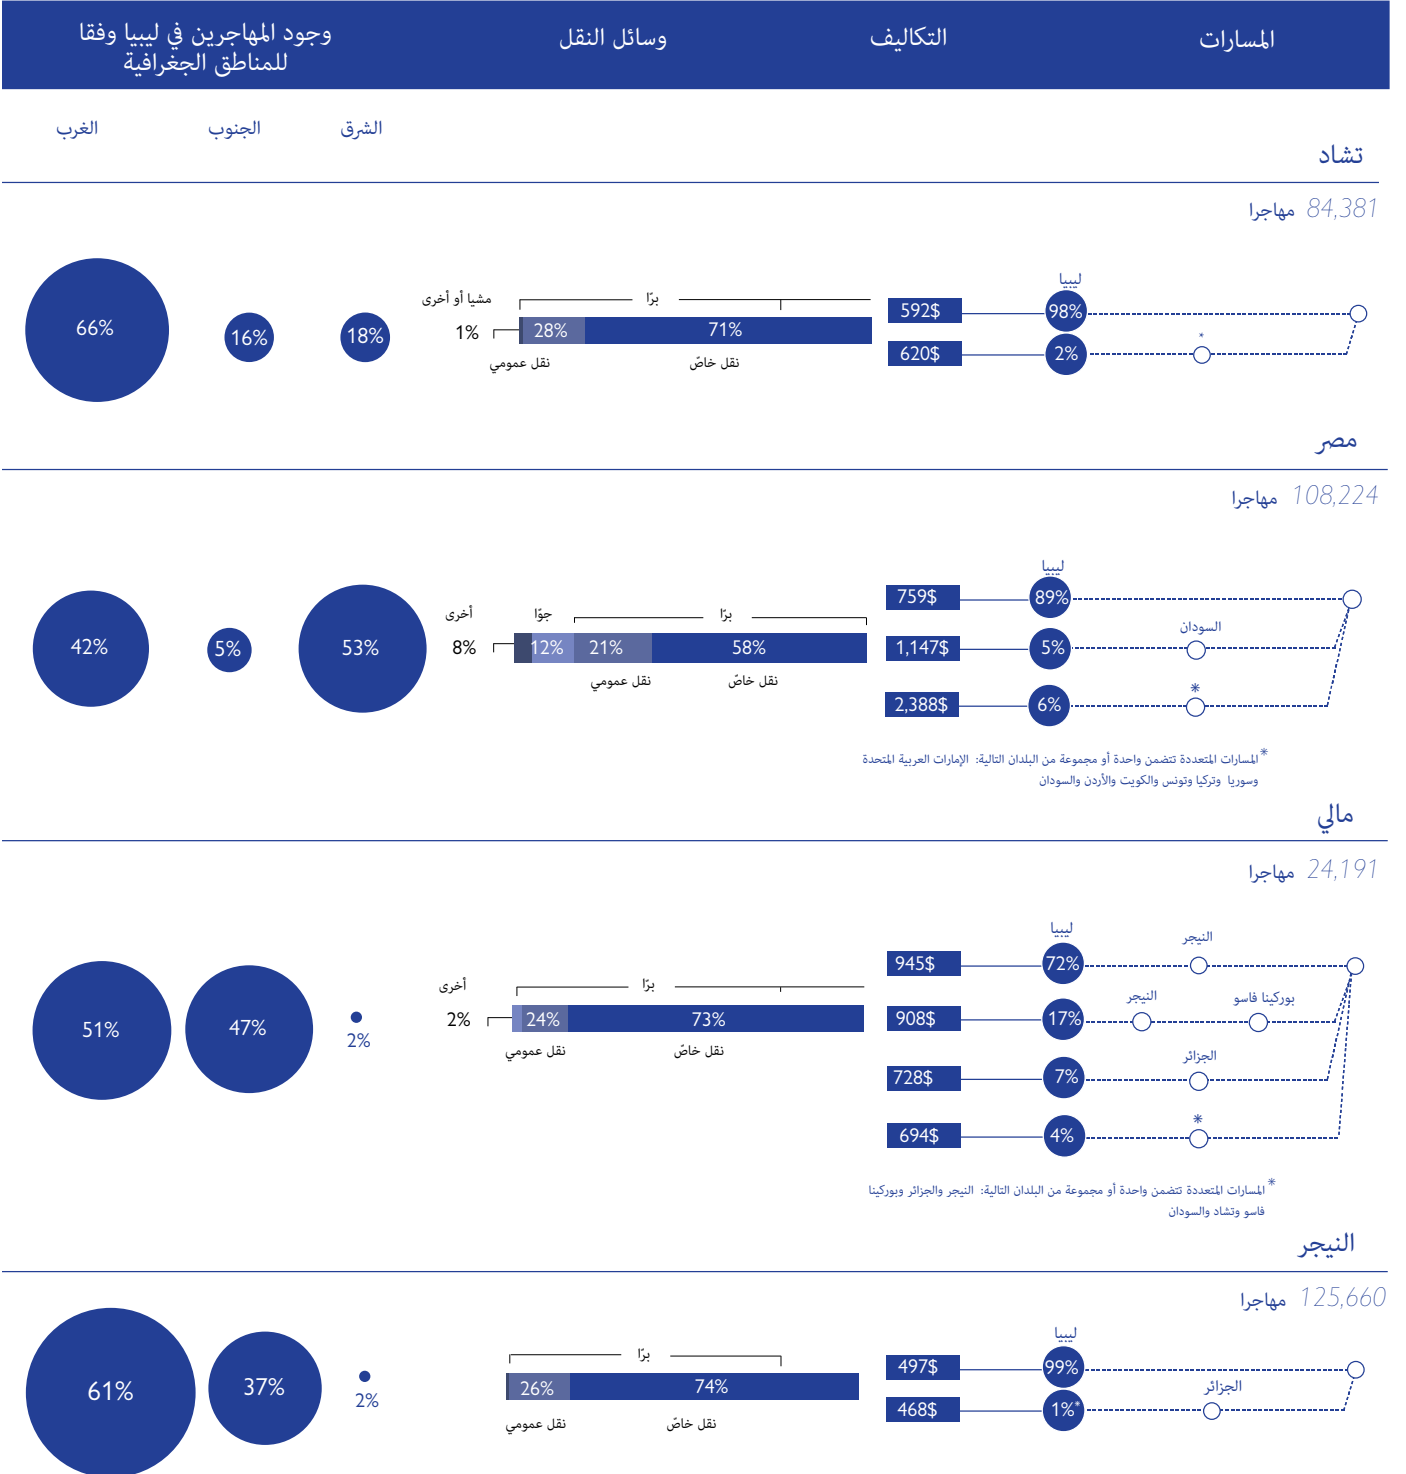 المسارات
التكاليف
وسائل النقل
وجود المهاجرين في ليبيا وفقا
للمناطق الجغرافية
الشرق
الجنوب
الغرب
تشاد
84,381 مهاجرا
ليبيا
98%
592$
*
2%
620$
برّا
مشيا أو أخرى
71%
28%
1%
نقل خاصّ
نقل عمومي
18%
16%
66%
مصر
108,224 مهاجرا
ليبيا
89%
759$
السودان
5%
1,147$
*
6%
2,388$
برّا
جوّا
أخرى
58%
21%
12%
8%
نقل خاصّ
نقل عمومي
53%
5%
42%
* المسارات المتعددة تتضمن واحدة أو مجموعة من البلدان التالية: الإمارات العربية المتحدة
وسوريا وتركيا وتونس والكويت والأردن والسودان
مالي
24,191 مهاجرا
ليبيا
النيجر
72%
945$
بوركينا فاسو
النيجر
17%
908$
الجزائر
7%
728$
*
4%
694$
برّا
أخرى
73%
24%
2%
نقل خاصّ
نقل عمومي
2%
47%
51%
* المسارات المتعددة تتضمن واحدة أو مجموعة من البلدان التالية: النيجر والجزائر وبوركينا
فاسو وتشاد والسودان
النيجر
125,660 مهاجرا
ليبيا
99%
497$
الجزائر
1%*
468$
برّا
74%
26%
نقل خاصّ
نقل عمومي
2%
37%
61%